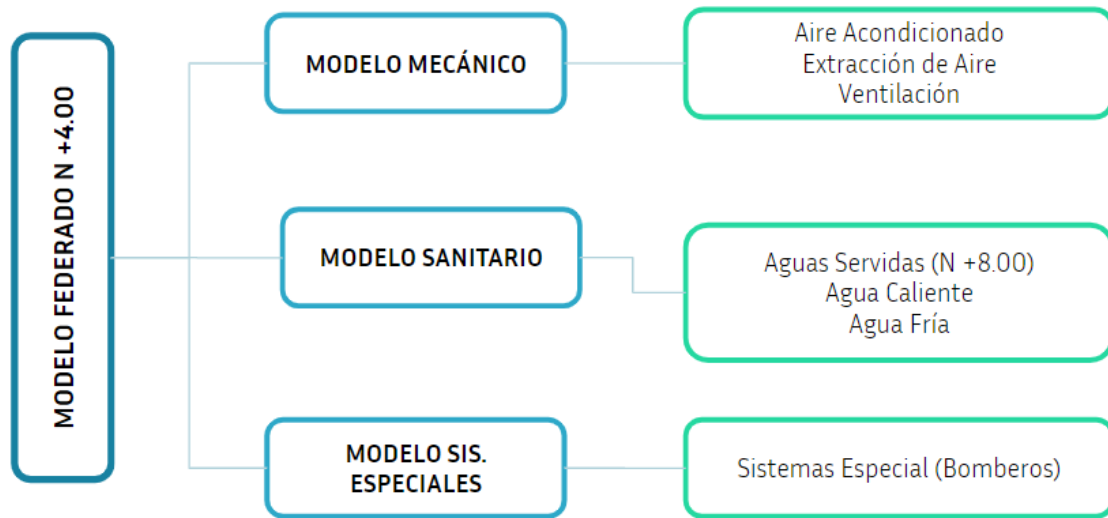 MODELO FEDERADO N +4.00
MODELO MECÁNICO
Aire Acondicionado
Extracción de Aire
Ventilación
MODELO SANITARIO
Aguas Servidas (N +8.00)
Agua Caliente
Agua Fría
MODELO SIS.
ESPECIALES
Sistemas Especial (Bomberos)